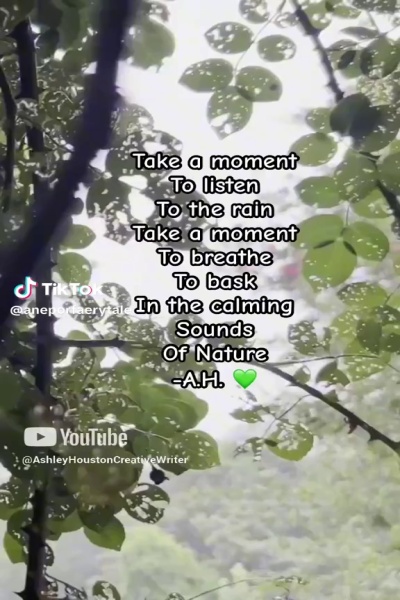 Take a moment
To listen
To the rain
Take a moment
To breathe
To bask
In the calming
Sounds
Of Nature
-A.H. 💚
TikTok
YouTube
@AshleyHoustonCreativeWriter